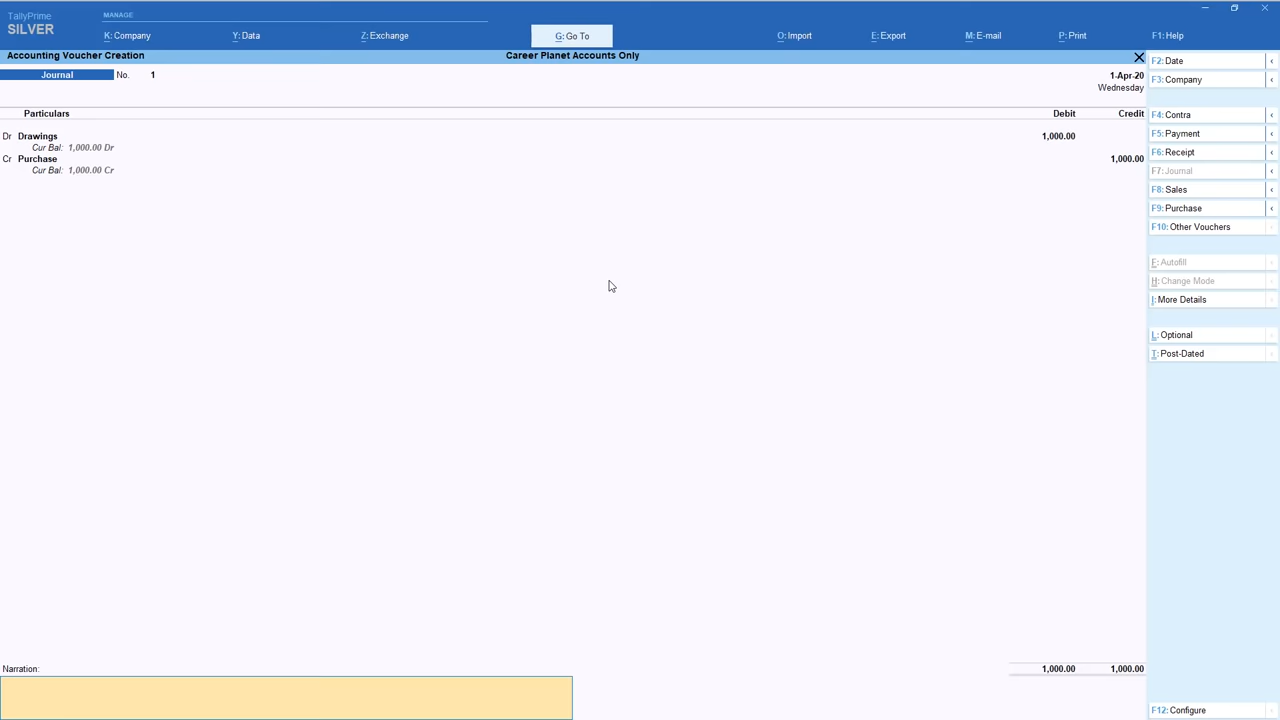 TallyPrime
SILVER
MANAGE
K: Company
Y: Data
Z: Exchange
G: Go To
O: Import
E: Export
M: E-mail
P: Print
F1: Help
Accounting Voucher Creation
Career Planet Accounts Only
Journal No. 1
1-Apr-20
Wednesday
Particulars Debit Credit
Dr Drawings 1,000.00
Cur Bal: 1,000.00 Dr
Cr Purchase 1,000.00
Cur Bal: 1,000.00 Cr
Narration: 1,000.00 1,000.00
F2: Date
F3: Company
F4: Contra
F5: Payment
F6: Receipt
F7: Journal
F8: Sales
F9: Purchase
F10: Other Vouchers
F: Autofill
H: Change Mode
I: More Details
L: Optional
T: Post-Dated
F12: Configure